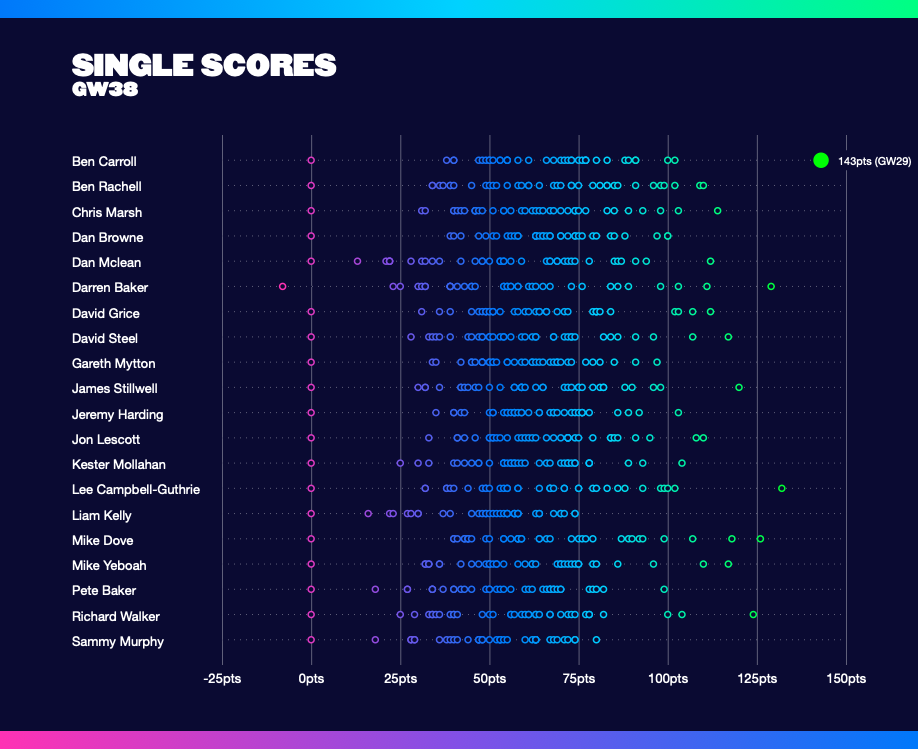 SINGLE SCORES
GW38
Ben Carroll
143pts (GW29)
Ben Rachell
Chris Marsh
Dan Browne
Dan Mclean
Darren Baker
David Grice
David Steel
Gareth Mytton
James Stillwell
Jeremy Harding
Jon Lescott
Kester Mollahan
Lee Campbell-Guthrie
Liam Kelly
Mike Dove
Mike Yeboah
Pete Baker
Richard Walker
Sammy Murphy
-25pts 0pts 25pts 50pts 75pts 100pts 125pts 150pts